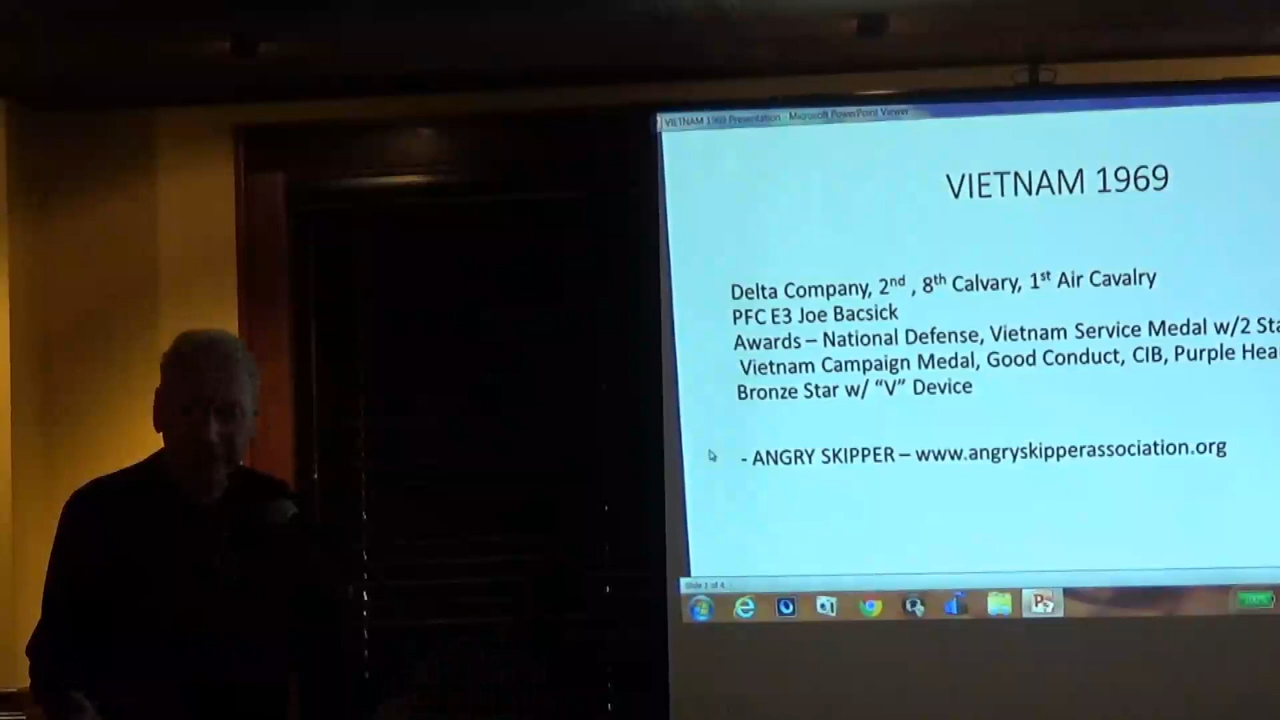 VIETNAM 1969 Presentation - Microsoft PowerPoint Viewer
VIETNAM 1969
Delta Company, 2nd , 8th Calvary, 1st Air Cavalry
PFC E3 Joe Bacsick
Awards – National Defense, Vietnam Service Medal w/2 Sta
Vietnam Campaign Medal, Good Conduct, CIB, Purple Hea
Bronze Star w/ “V” Device
- ANGRY SKIPPER – www.angryskipperassociation.org
Slide 1 of 4